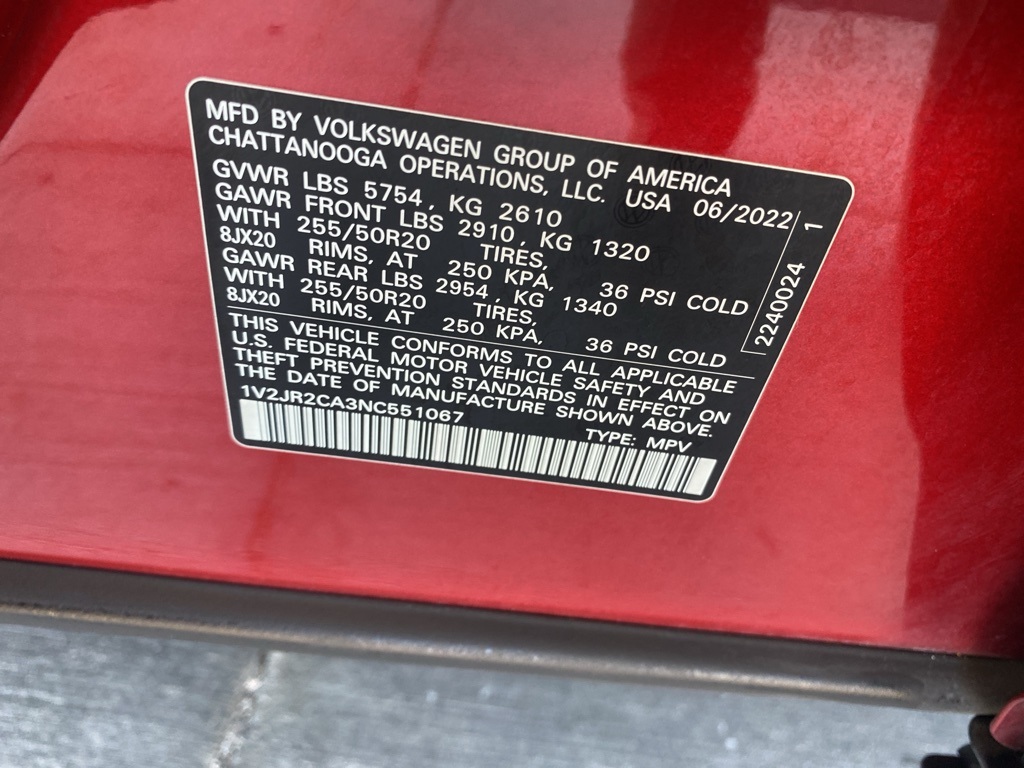 MFD BY VOLKSWAGEN GROUP OF AMERICA
CHATTANOOGA OPERATIONS, LLC. USA 06/2022
GVWR LBS 5754, KG 2610
GAWR FRONT LBS 2910, KG 1320
WITH 255/50R20 TIRES,
8JX20 RIMS, AT 250 KPA, 36 PSI COLD
GAWR REAR LBS 2954, KG 1340
WITH 255/50R20 TIRES,
8JX20 RIMS, AT 250 KPA, 36 PSI COLD
THIS VEHICLE CONFORMS TO ALL APPLICABLE
U.S. FEDERAL MOTOR VEHICLE SAFETY AND
THEFT PREVENTION STANDARDS IN EFFECT ON
THE DATE OF MANUFACTURE SHOWN ABOVE.
1V2JR2CA3NC551067 TYPE: MPV
2240024 1